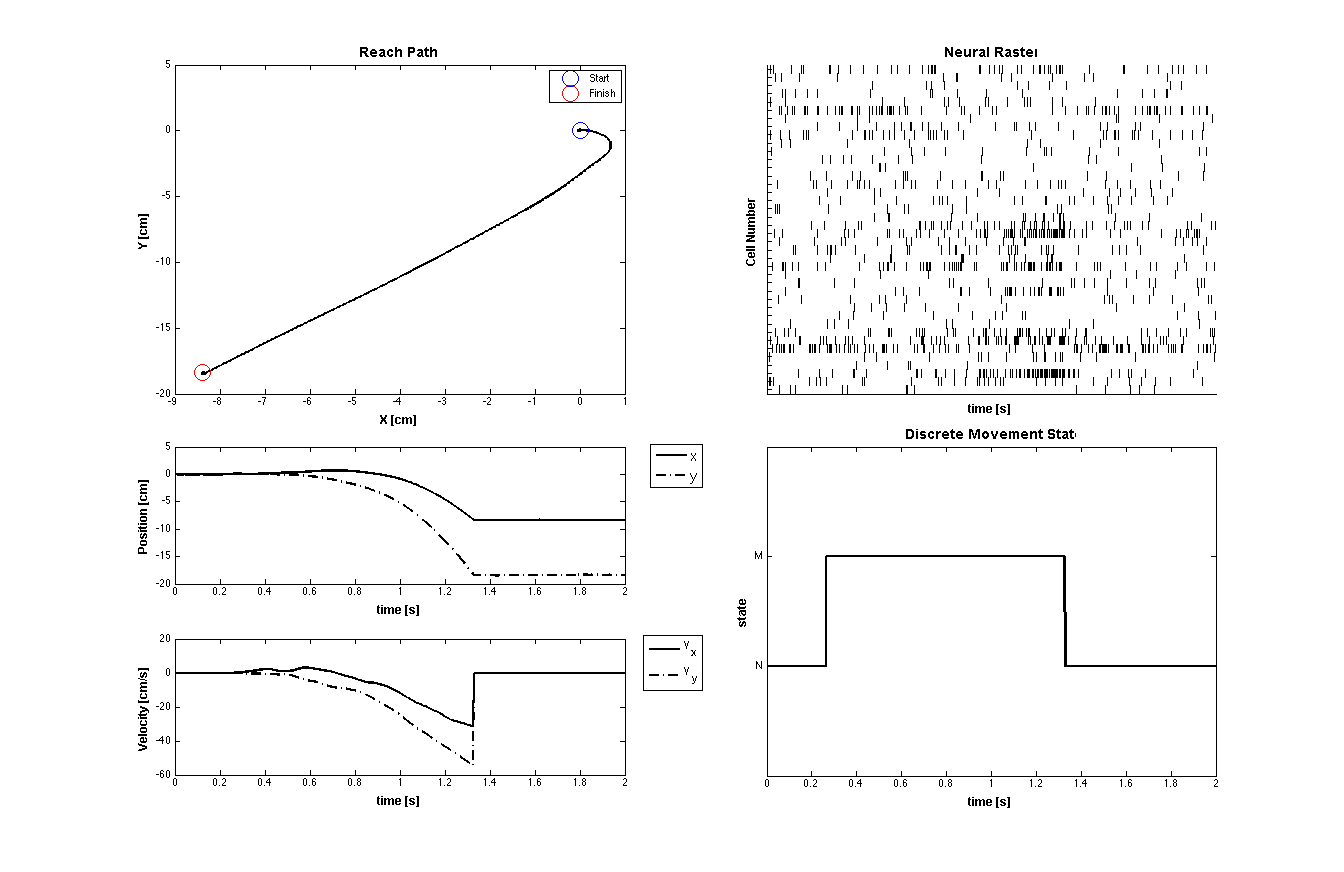 Reach Path
5
0
-5
-10
-15
-20
Y [cm]
Start
Finish
-9 -8 -7 -6 -5 -4 -3 -2 -1 0 1
X [cm]
Neural Raster
Cell Number
time [s]
5
0
-5
-10
-15
-20
Position [cm]
x
y
0 0.2 0.4 0.6 0.8 1 1.2 1.4 1.6 1.8 2
time [s]
20
0
-20
-40
-60
Velocity [cm/s]
v x
v y
0 0.2 0.4 0.6 0.8 1 1.2 1.4 1.6 1.8 2
time [s]
Discrete Movement State
M
N
state
0 0.2 0.4 0.6 0.8 1 1.2 1.4 1.6 1.8 2
time [s]